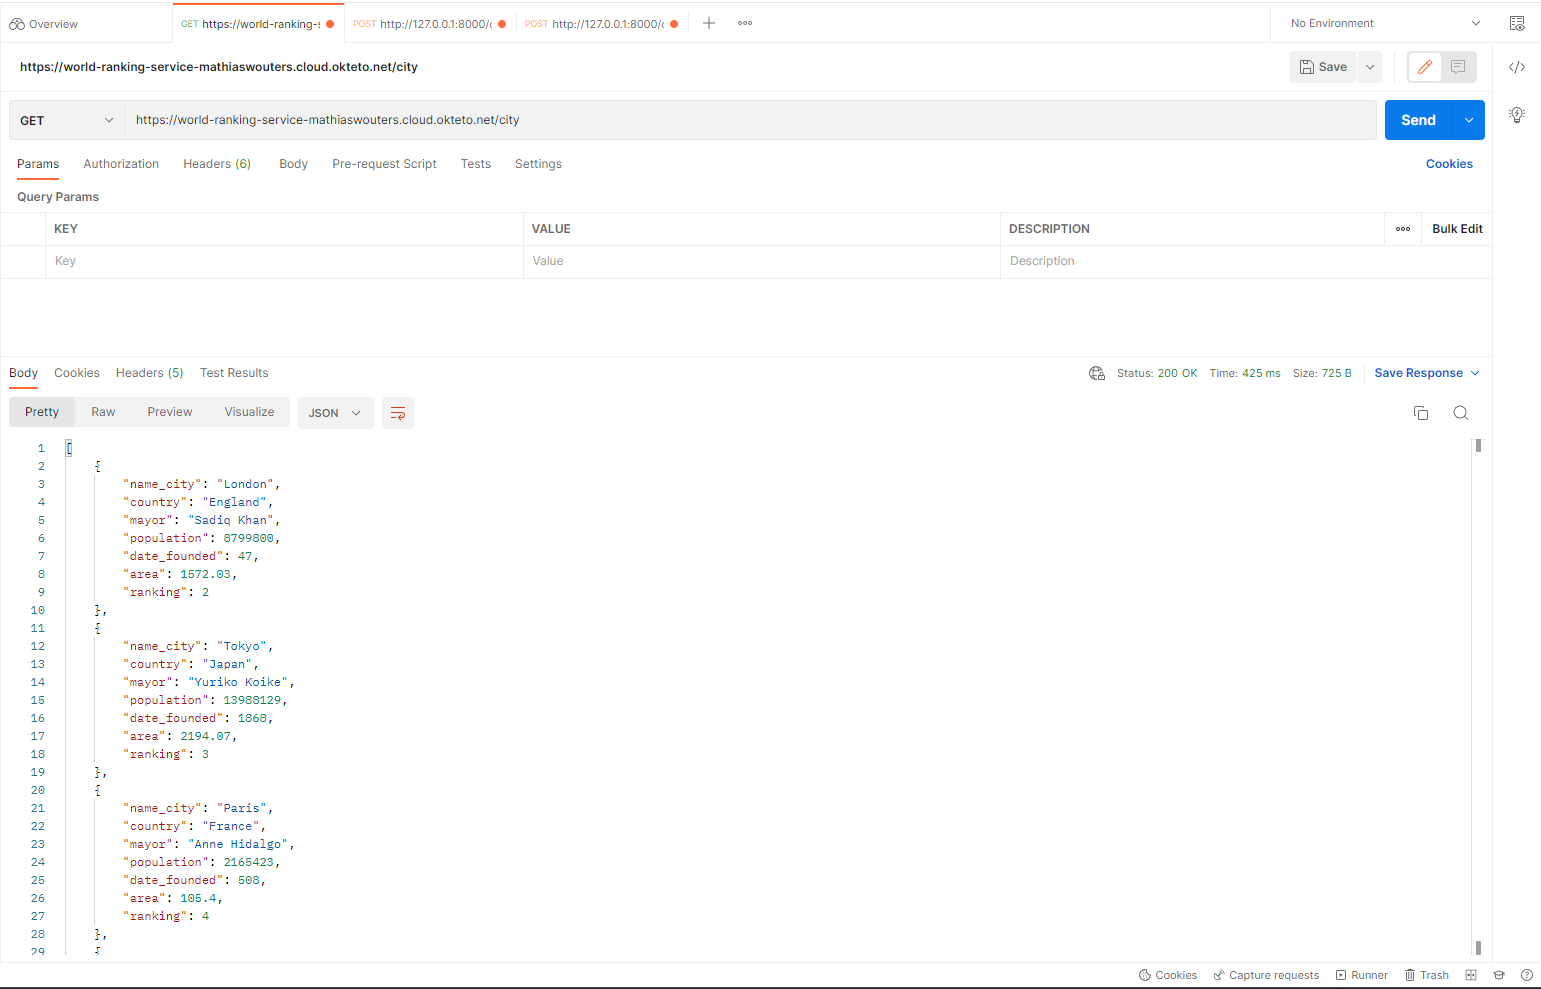 Overview
GET https://world-ranking-s
POST http://127.0.0.1:8000/c
POST http://127.0.0.1:8000/c
No Environment
https://world-ranking-service-mathiaswouters.cloud.okteto.net/city
Save
GET
https://world-ranking-service-mathiaswouters.cloud.okteto.net/city
Send
Params Authorization Headers (6) Body Pre-request Script Tests Settings Cookies
Query Params
KEY VALUE DESCRIPTION Bulk Edit
Key Value Description
Body Cookies Headers (5) Test Results Status: 200 OK Time: 425 ms Size: 725 B Save Response
Pretty Raw Preview Visualize JSON
1 [
2 {
3 "name_city": "London",
4 "country": "England",
5 "mayor": "Sadiq Khan",
6 "population": 8799800,
7 "date_founded": 47,
8 "area": 1572.03,
9 "ranking": 2
10 },
11 {
12 "name_city": "Tokyo",
13 "country": "Japan",
14 "mayor": "Yuriko Koike",
15 "population": 13988129,
16 "date_founded": 1868,
17 "area": 2194.07,
18 "ranking": 3
19 },
20 {
21 "name_city": "Paris",
22 "country": "France",
23 "mayor": "Anne Hidalgo",
24 "population": 2165423,
25 "date_founded": 508,
26 "area": 105.4,
27 "ranking": 4
28 },
29 {
Cookies Capture requests Runner Trash